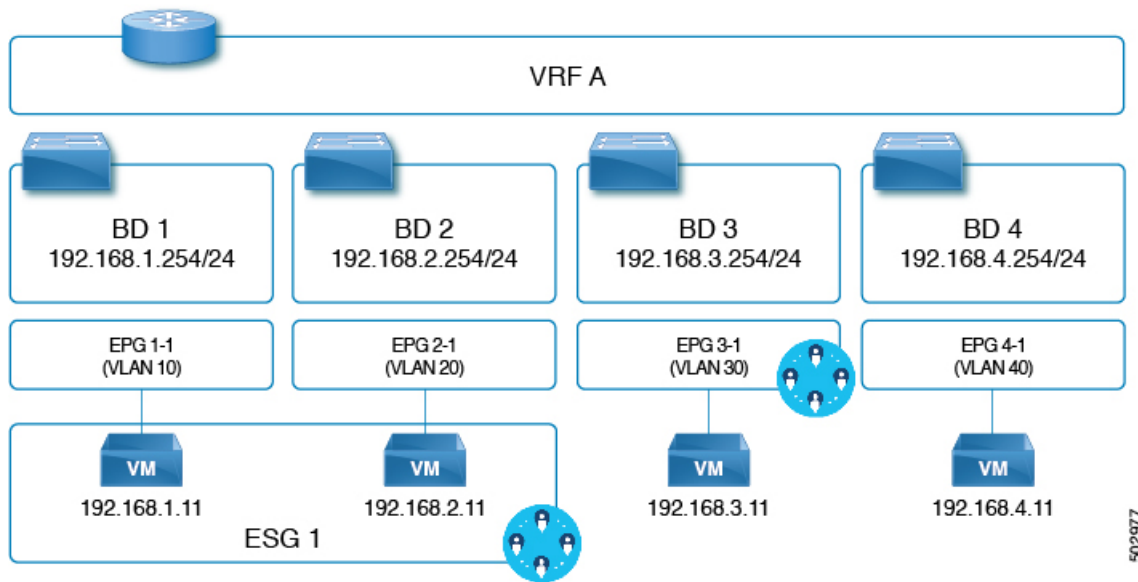 VRF A
BD 1
192.168.1.254/24
BD 2
192.168.2.254/24
BD 3
192.168.3.254/24
BD 4
192.168.4.254/24
EPG 1-1
(VLAN 10)
EPG 2-1
(VLAN 20)
EPG 3-1
(VLAN 30)
EPG 4-1
(VLAN 40)
VM
192.168.1.11
VM
192.168.2.11
VM
192.168.3.11
VM
192.168.4.11
ESG 1
502977